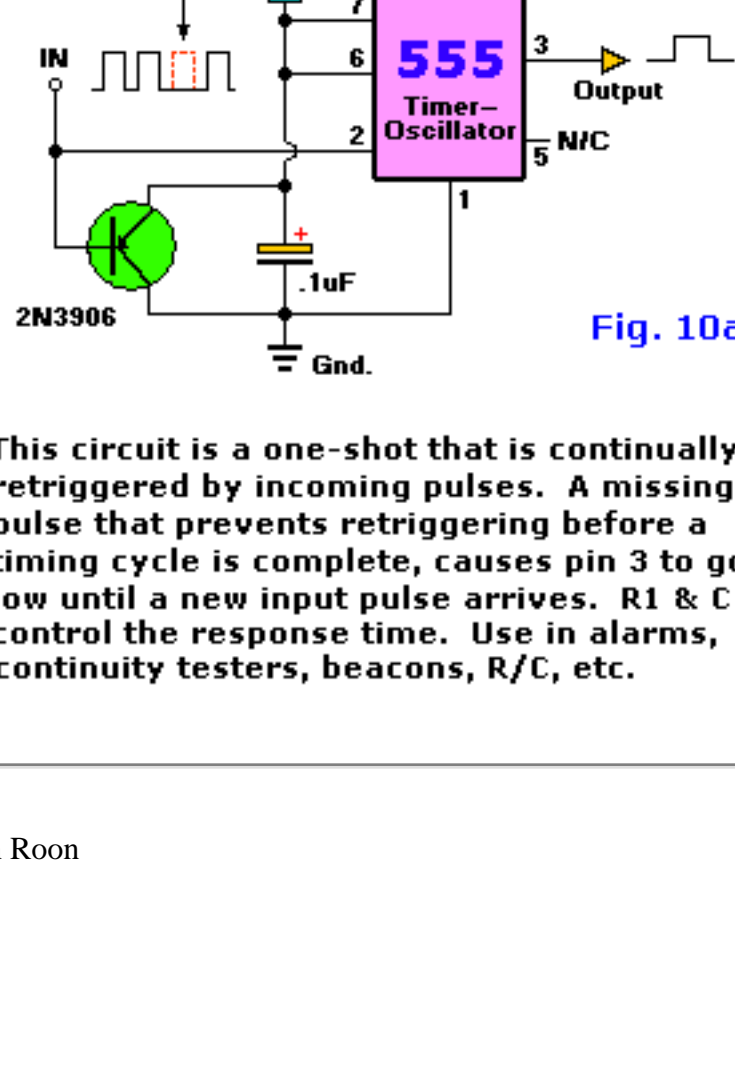 7
IN
6
555
3
Output
Timer-
Oscillator
2
N/C
5
1
+
.1uF
2N3906
Fig. 10a
Gnd.
This circuit is a one-shot that is continually
retriggered by incoming pulses. A missing
pulse that prevents retriggering before a
timing cycle is complete, causes pin 3 to go
low until a new input pulse arrives. R1 & C
control the response time. Use in alarms,
continuity testers, beacons, R/C, etc.
Roon